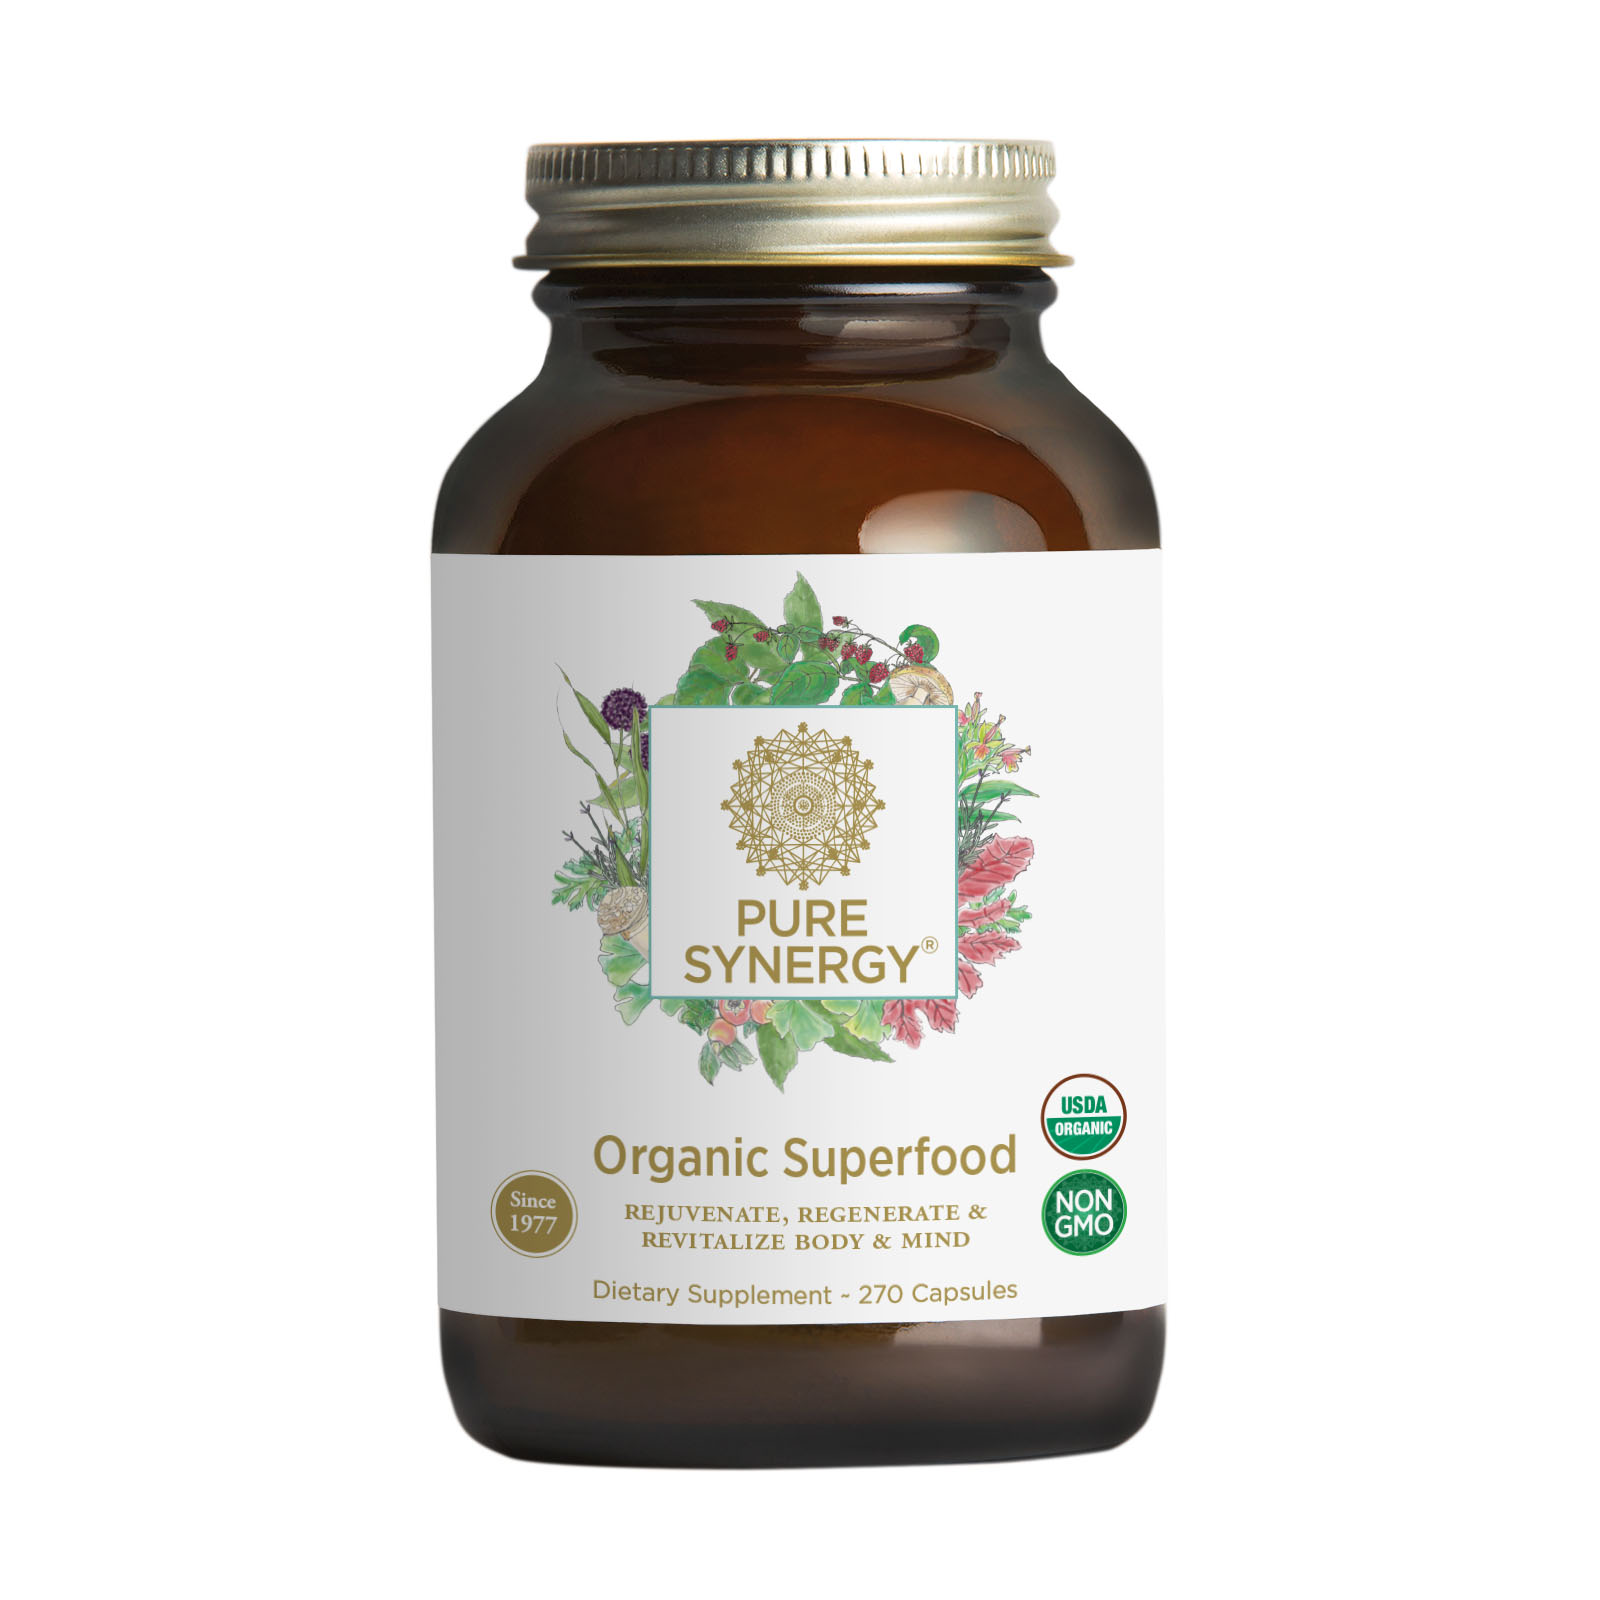 PURE
SYNERGY®
USDA
ORGANIC
Organic Superfood
Since
1977
REJUVENATE, REGENERATE &
REVITALIZE BODY & MIND
NON
GMO
Dietary Supplement ~ 270 Capsules